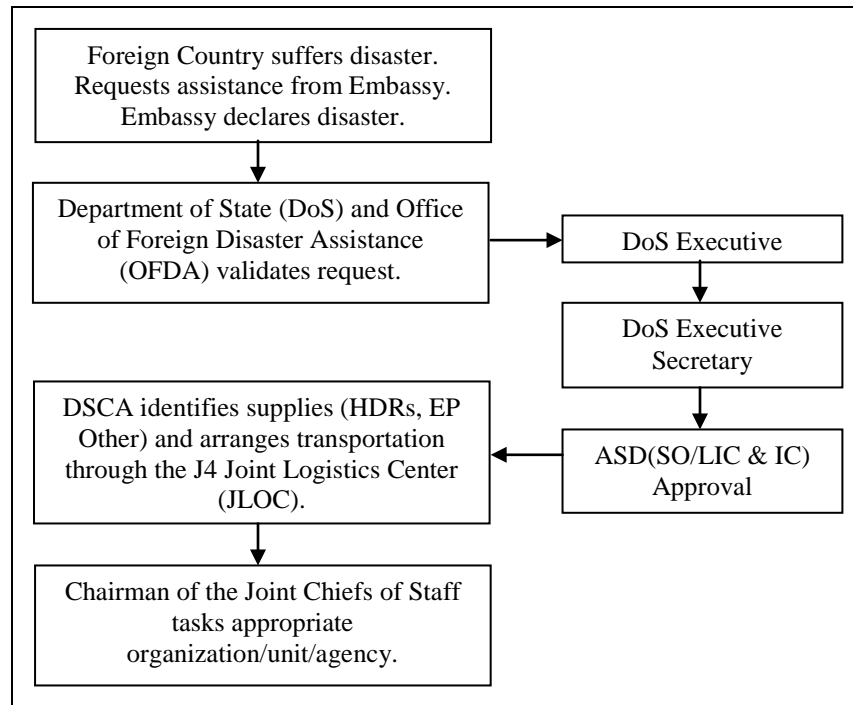 Foreign Country suffers disaster.
Requests assistance from Embassy.
Embassy declares disaster.
Department of State (DoS) and Office
of Foreign Disaster Assistance
(OFDA) validates request.
DoS Executive
DoS Executive
Secretary
ASD(SO/LIC & IC)
Approval
DSCA identifies supplies (HDRs, EP
Other) and arranges transportation
through the J4 Joint Logistics Center
(JLOC).
Chairman of the Joint Chiefs of Staff
tasks appropriate
organization/unit/agency.